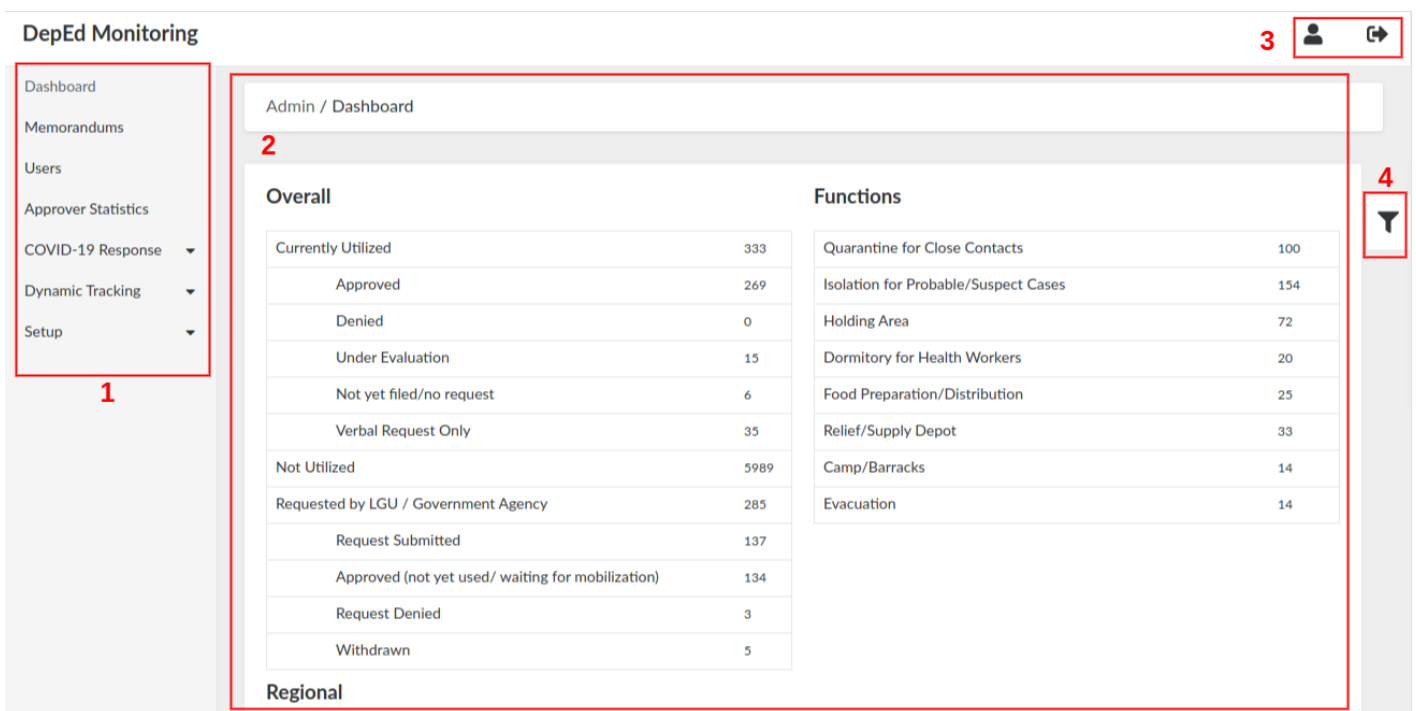 DepEd Monitoring
3
Dashboard
Memorandums
Users
Approver Statistics
COVID-19 Response
Dynamic Tracking
Setup
1
Admin / Dashboard
2
4
Overall
Currently Utilized 333
Approved 269
Denied 0
Under Evaluation 15
Not yet filed/no request 6
Verbal Request Only 35
Not Utilized 5989
Requested by LGU / Government Agency 285
Request Submitted 137
Approved (not yet used/ waiting for mobilization) 134
Request Denied 3
Withdrawn 5
Functions
Quarantine for Close Contacts 100
Isolation for Probable/Suspect Cases 154
Holding Area 72
Dormitory for Health Workers 20
Food Preparation/Distribution 25
Relief/Supply Depot 33
Camp/Barracks 14
Evacuation 14
Regional